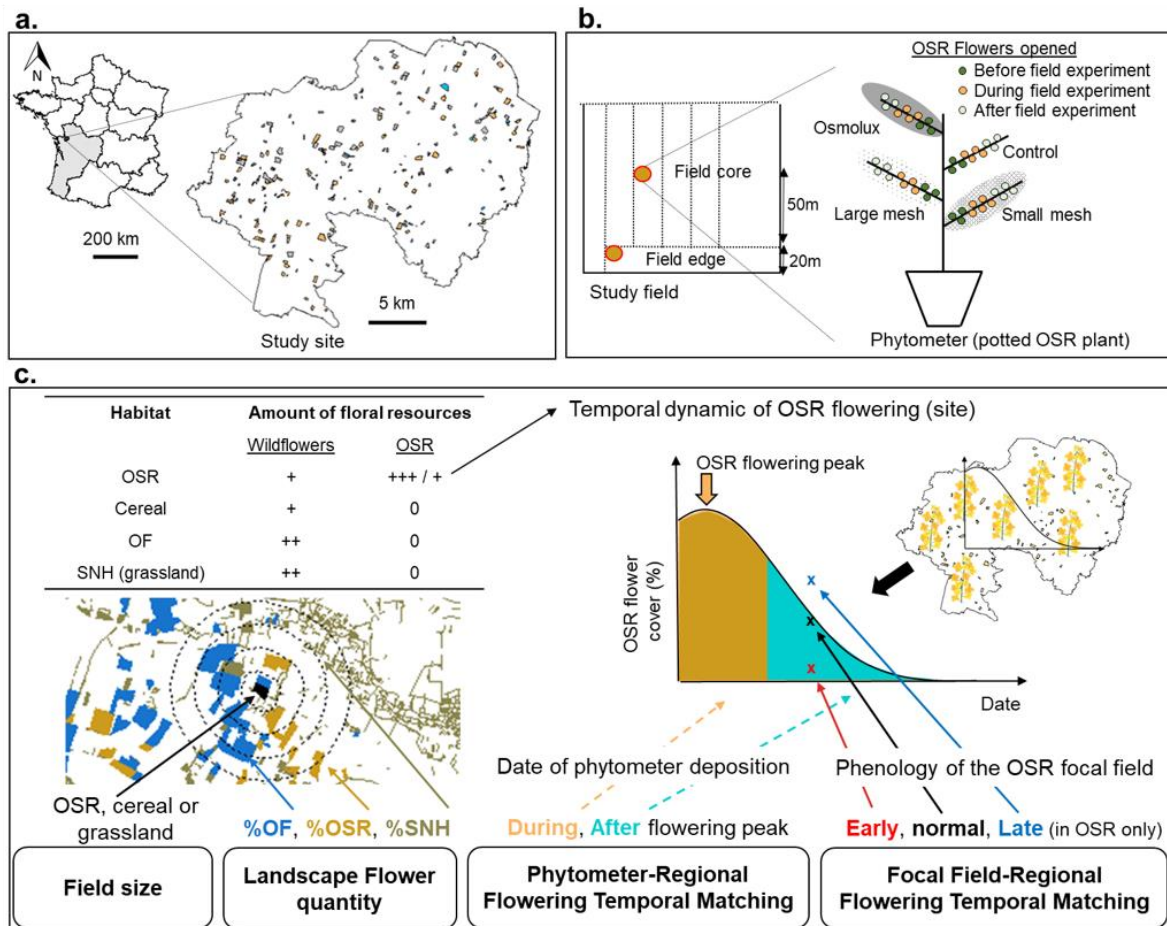 a.
N
200 km
5 km
Study site
b.
OSR Flowers opened
Before field experiment
During field experiment
After field experiment
Osmolux
Control
Large mesh
Small mesh
Field core
50m
Field edge
20m
Study field
Phytometer (potted OSR plant)
c.
Habitat Amount of floral resources
Wildflowers OSR
OSR + +++ / +
Cereal + 0
OF ++ 0
SNH (grassland) ++ 0
OSR, cereal or
grassland
%OF, %OSR, %SNH
Temporal dynamic of OSR flowering (site)
OSR flowering peak
OSR flower
cover (%)
x
x
x
Date
Date of phytometer deposition
During, After flowering peak
Phenology of the OSR focal field
Early, normal, Late (in OSR only)
Field size
Landscape Flower
quantity
Phytometer-Regional
Flowering Temporal Matching
Focal Field-Regional
Flowering Temporal Matching